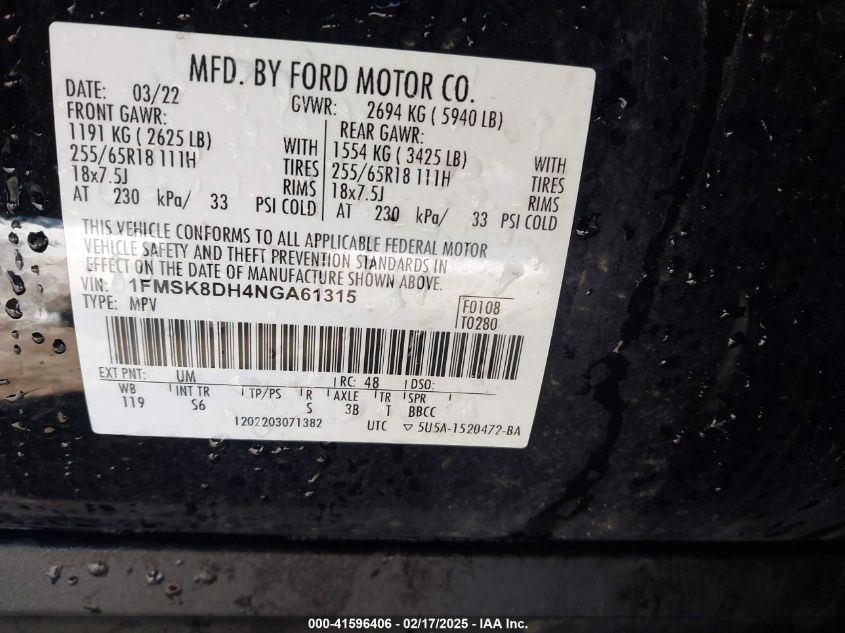 MFD. BY FORD MOTOR CO.
DATE: 03/22 GVWR: 2694 KG ( 5940 LB)
FRONT GAWR: REAR GAWR:
1191 KG ( 2625 LB) WITH 1554 KG ( 3425 LB) WITH
255/65R18 111H TIRES 255/65R18 111H TIRES
18x7.5J RIMS 18x7.5J RIMS
AT 230 kPa/ 33 PSI COLD AT 230 kPa/ 33 PSI COLD
THIS VEHICLE CONFORMS TO ALL APPLICABLE FEDERAL MOTOR
VEHICLE SAFETY AND THEFT PREVENTION STANDARDS IN
EFFECT ON THE DATE OF MANUFACTURE SHOWN ABOVE.
VIN: 1FMSK8DH4NGA61315
TYPE: MPV F0108
T0280
EXT PNT: UM RC: 48 DSO:
WB INT TR TP/PS R AXLE TR SPR
119 S6 S 3B T BBCC
1202203071382 UTC ▽ 5U5A-1520472-BA
000-41596406 - 02/17/2025 - IAA Inc.